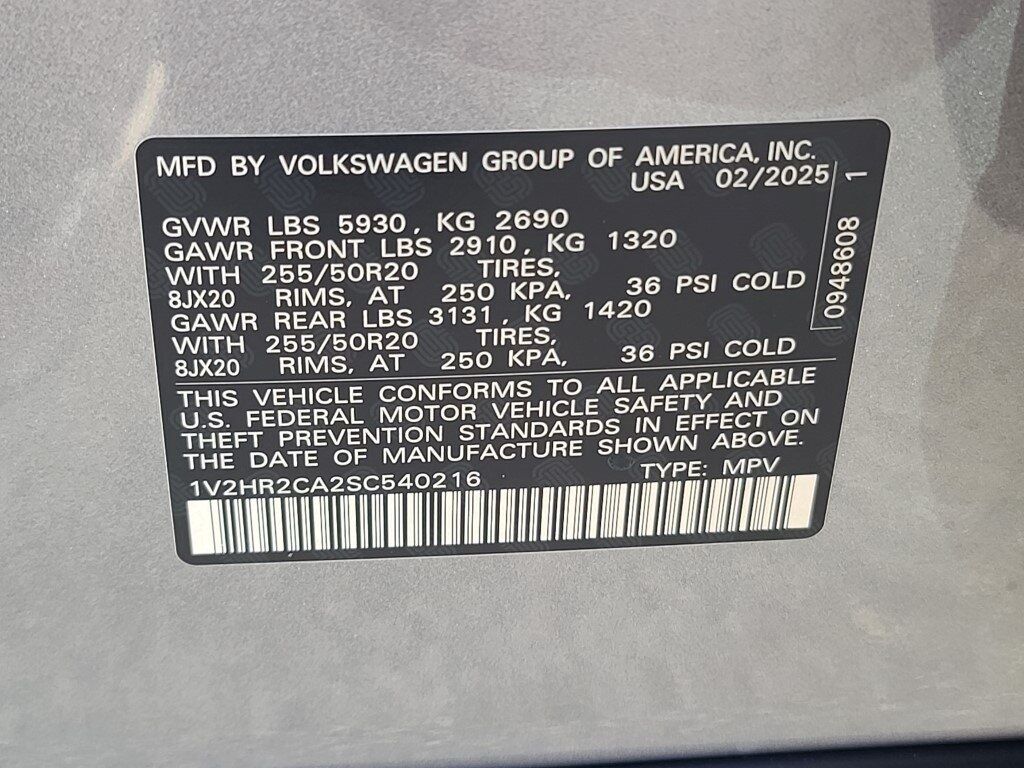 MFD BY VOLKSWAGEN GROUP OF AMERICA, INC.
USA 02/2025
GVWR LBS 5930, KG 2690
GAWR FRONT LBS 2910, KG 1320
WITH 255/50R20 TIRES,
8JX20 RIMS, AT 250 KPA, 36 PSI COLD
GAWR REAR LBS 3131, KG 1420
WITH 255/50R20 TIRES,
8JX20 RIMS, AT 250 KPA, 36 PSI COLD
THIS VEHICLE CONFORMS TO ALL APPLICABLE
U.S. FEDERAL MOTOR VEHICLE SAFETY AND
THEFT PREVENTION STANDARDS IN EFFECT ON
THE DATE OF MANUFACTURE SHOWN ABOVE.
1V2HR2CA2SC540216 TYPE: MPV
0948608 1